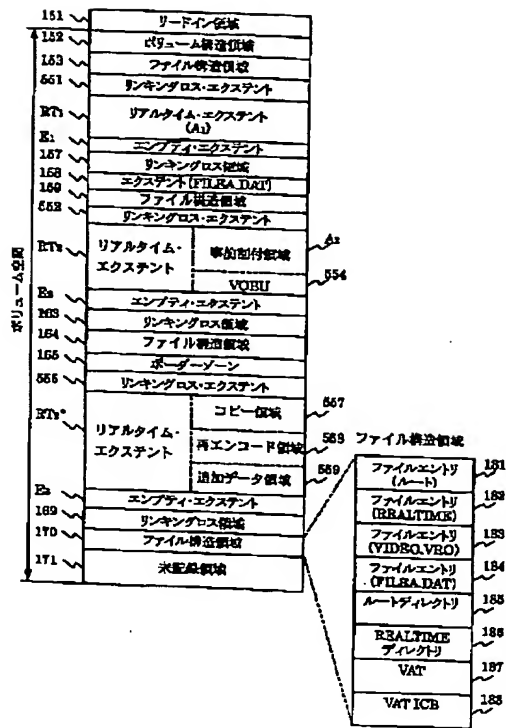 151 リードイン領域
152 ボリューム構造領域
153 ファイル構造領域
551 リンキングロス・エクステント
RT1 リアルタイム・エクステント
(A1)
E1 エンプティ・エクステント
157 リンキングロス領域
158 エクステント(FILEA.DAT)
159 ファイル構造領域
552 リンキングロス・エクステント
RT2 リアルタイム・
エクステント
事前割付領域 A2
VOBU 554
E2 エンプティ・エクステント
163 リンキングロス領域
164 ファイル構造領域
165 ボーダーゾーン
556 リンキングロス・エクステント
リアルタイム・
エクステント
コピー領域 557
再エンコード領域 558
追加データ領域 559
エンプティ・エクステント
169 リンキングロス領域
170 ファイル構造領域
171 未記録領域
ボリューム空間
ファイル構造領域
ファイルエントリ
(ルート) 181
ファイルエントリ
(REALTIME) 182
ファイルエントリ
(VIDEO.VRO) 183
ファイルエントリ
(FILEA.DAT) 184
ルートディレクトリ 185
REALTIME
ディレクトリ 186
VAT 187
VAT ICB 188